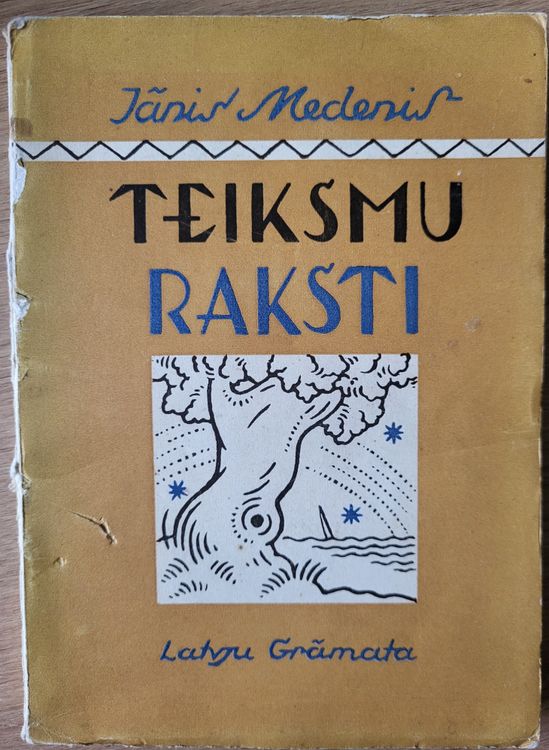 Jānis Medenis
TEIKSMU
RAKSTI
Latvju Grāmata